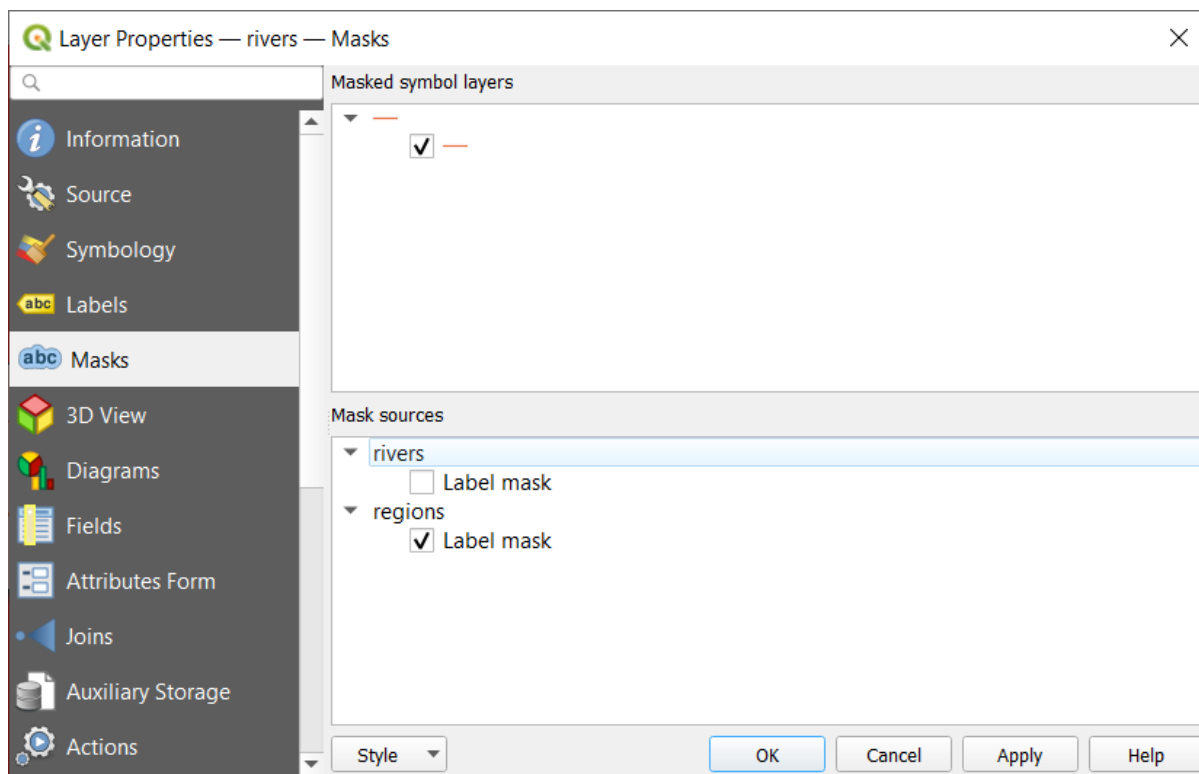 Layer Properties — rivers — Masks
Masked symbol layers
Information
Source
Symbology
abc Labels
abc Masks
3D View
Diagrams
Fields
Attributes Form
Joins
Auxiliary Storage
Actions
Mask sources
rivers
Label mask
regions
Label mask
Style
OK
Cancel
Apply
Help